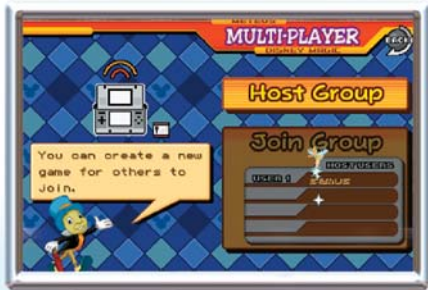 METEOS
MULTI-PLAYER
DISNEY MAGIC
BACK
Host Group
Join Group
HOST USERS
USER 1
You can create a new
game for others to
join.